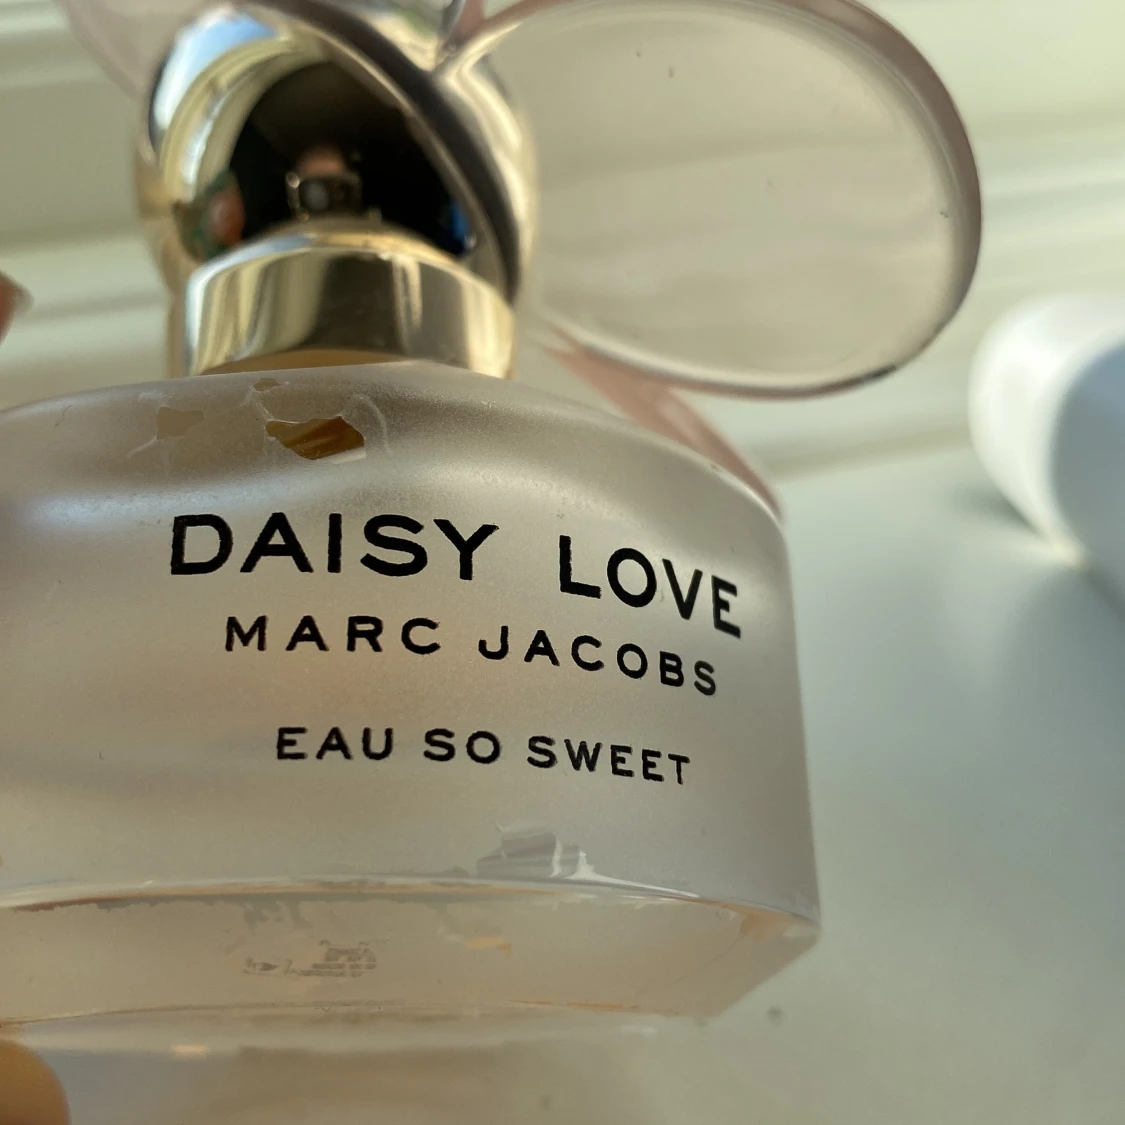 DAISY LOVE
MARC JACOBS
EAU SO SWEET